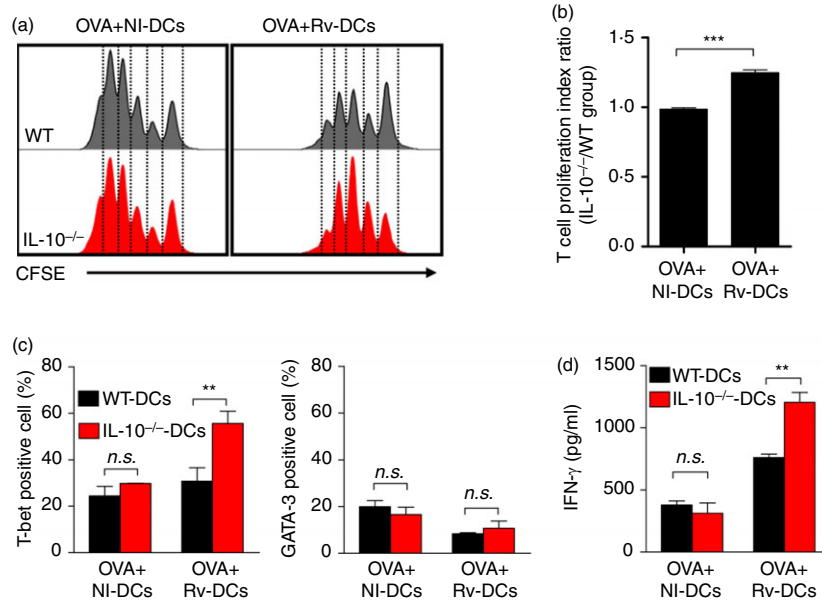 (a)
OVA+NI-DCs
OVA+Rv-DCs
WT
IL-10–/–
CFSE
(b)
T cell proliferation index ratio
(IL-10–/–/WT group)
1·5
1·0
0·5
0·0
***
OVA+
NI-DCs
OVA+
Rv-DCs
(c)
T-bet positive cell (%)
80
60
40
20
0
WT-DCs
IL-10–/–-DCs
n.s.
**
OVA+
NI-DCs
OVA+
Rv-DCs
GATA-3 positive cell (%)
80
60
40
20
0
n.s.
n.s.
OVA+
NI-DCs
OVA+
Rv-DCs
(d)
IFN-γ (pg/ml)
1500
1000
500
0
WT-DCs
IL-10–/–-DCs
n.s.
**
OVA+
NI-DCs
OVA+
Rv-DCs